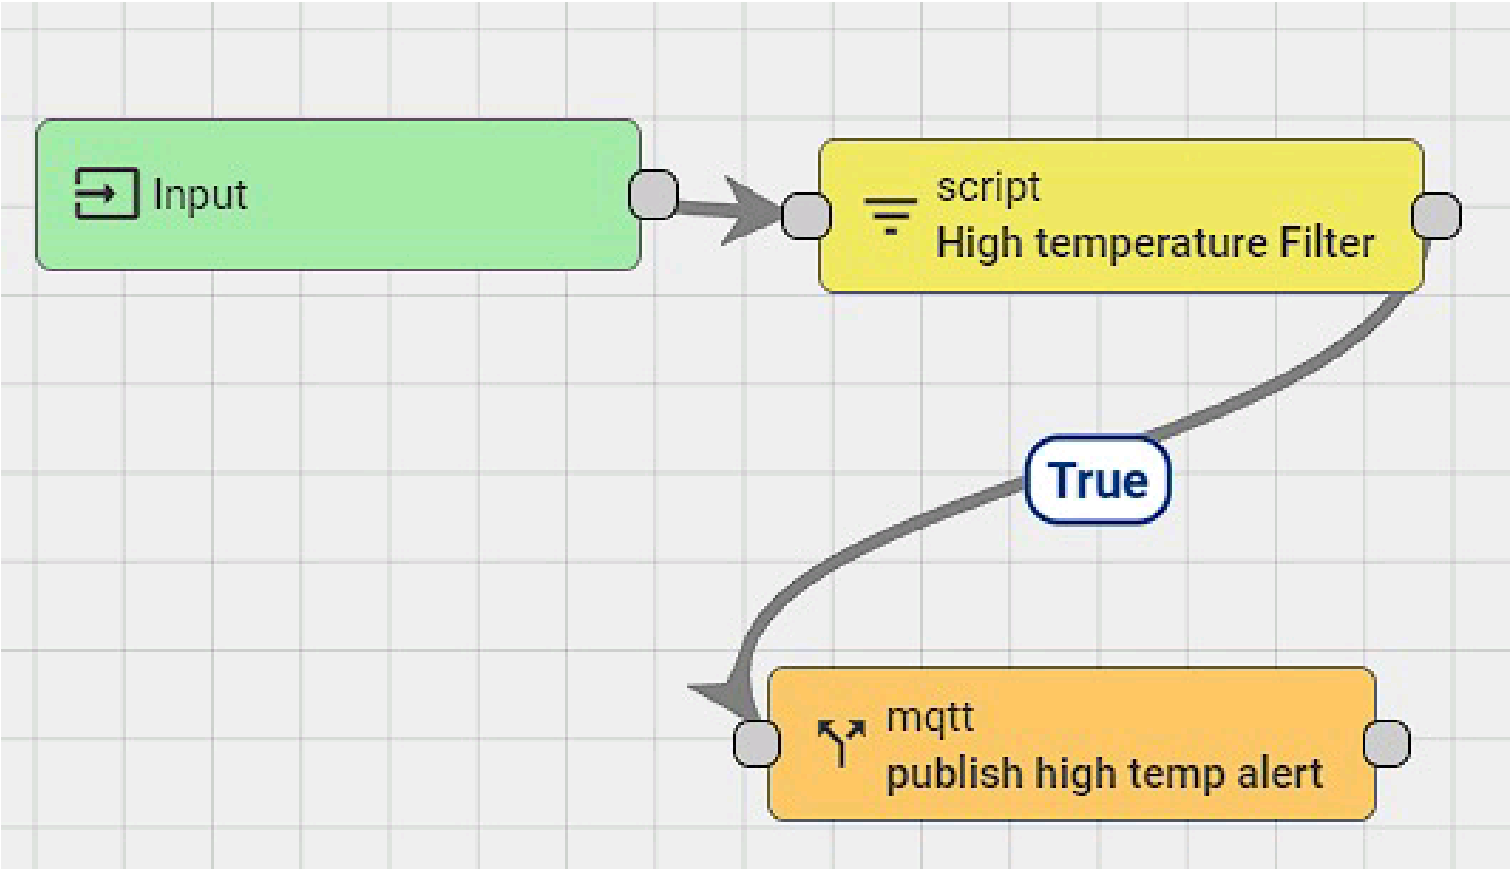 Input
script
High temperature Filter
True
mqtt
publish high temp alert